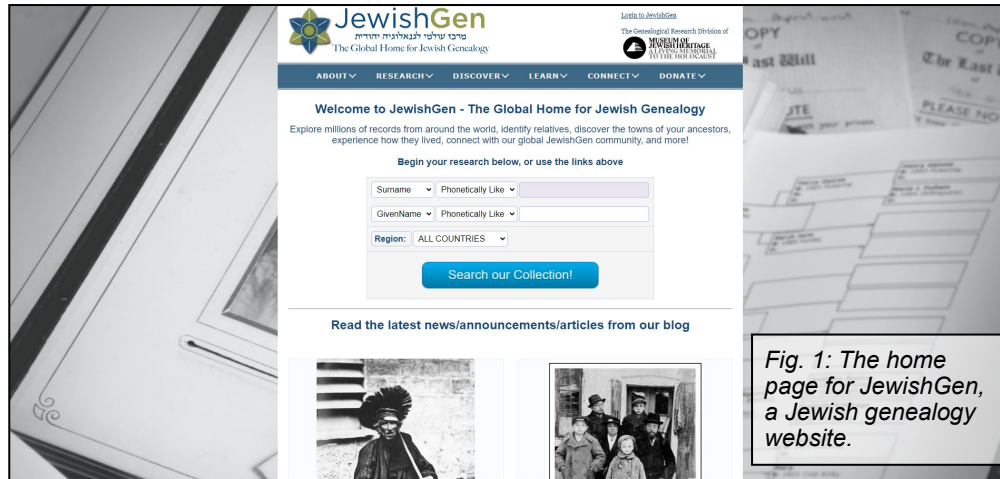 JewishGen
מרכז עולמי לגנאלוגיה יהודית
The Global Home for Jewish Genealogy
Login to JewishGen
The Genealogical Research Division of
MUSEUM OF
JEWISH HERITAGE
A LIVING MEMORIAL
TO THE HOLOCAUST
ABOUT RESEARCH DISCOVER LEARN CONNECT DONATE
Welcome to JewishGen - The Global Home for Jewish Genealogy
Explore millions of records from around the world, identify relatives, discover the towns of your ancestors,
experience how they lived, connect with our global JewishGen community, and more!
Begin your research below, or use the links above
Surname Phonetically Like
GivenName Phonetically Like
Region: ALL COUNTRIES
Search our Collection!
Read the latest news/announcements/articles from our blog
OPY
COPY
ast Will
The Last
PLEASE NO
Fig. 1: The home
page for JewishGen,
a Jewish genealogy
website.